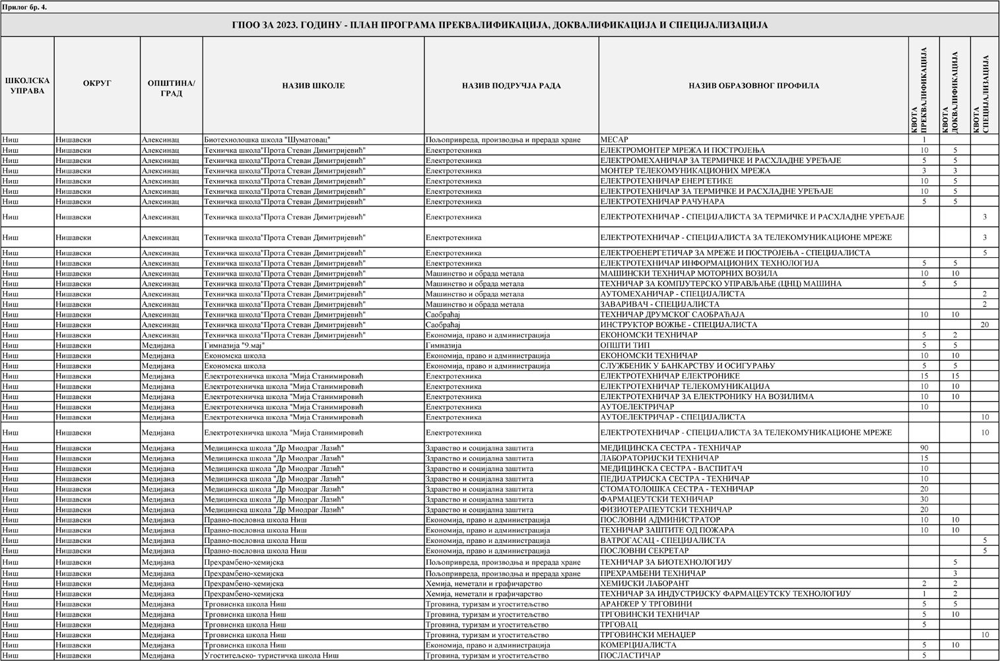 Прилог бр. 4.
ГПОО ЗА 2023. ГОДИНУ - ПЛАН ПРОГРАМА ПРЕКВАЛИФИКАЦИЈА, ДОКВАЛИФИКАЦИЈА И СПЕЦИЈАЛИЗАЦИЈА
ШКОЛСКА УПРАВА ОКРУГ ОПШТИНА/ ГРАД НАЗИВ ШКОЛЕ НАЗИВ ПОДРУЧЈА РАДА НАЗИВ ОБРАЗОВНОГ ПРОФИЛА КВОТА ПРЕКВАЛИФИКАЦИЈА КВОТА ДОКВАЛИФИКАЦИЈА КВОТА СПЕЦИЈАЛИЗАЦИЈА
Ниш Нишавски Алексинац Биотехнолошка школа "Шуматовац" Пољопривреда, производња и прерада хране МЕСАР 1
Ниш Нишавски Алексинац Техничка школа"Прота Стеван Димитријевић" Електротехника ЕЛЕКТРОМОНТЕР МРЕЖА И ПОСТРОЈЕЊА 10 5
Ниш Нишавски Алексинац Техничка школа"Прота Стеван Димитријевић" Електротехника ЕЛЕКТРОМЕХАНИЧАР ЗА ТЕРМИЧКЕ И РАСХЛАДНЕ УРЕЂАЈЕ 5 5
Ниш Нишавски Алексинац Техничка школа"Прота Стеван Димитријевић" Електротехника МОНТЕР ТЕЛЕКОМУНИКАЦИОНИХ МРЕЖА 3 3
Ниш Нишавски Алексинац Техничка школа"Прота Стеван Димитријевић" Електротехника ЕЛЕКТРОТЕХНИЧАР ЕНЕРГЕТИКЕ 10 5
Ниш Нишавски Алексинац Техничка школа"Прота Стеван Димитријевић" Електротехника ЕЛЕКТРОТЕХНИЧАР ЗА ТЕРМИЧКЕ И РАСХЛАДНЕ УРЕЂАЈЕ 10 5
Ниш Нишавски Алексинац Техничка школа"Прота Стеван Димитријевић" Електротехника ЕЛЕКТРОТЕХНИЧАР РАЧУНАРА 5 5
Ниш Нишавски Алексинац Техничка школа"Прота Стеван Димитријевић" Електротехника ЕЛЕКТРОТЕХНИЧАР - СПЕЦИЈАЛИСТА ЗА ТЕРМИЧКЕ И РАСХЛАДНЕ УРЕЂАЈЕ 3
Ниш Нишавски Алексинац Техничка школа"Прота Стеван Димитријевић" Електротехника ЕЛЕКТРОТЕХНИЧАР - СПЕЦИЈАЛИСТА ЗА ТЕЛЕКОМУНИКАЦИОНЕ МРЕЖЕ 3
Ниш Нишавски Алексинац Техничка школа"Прота Стеван Димитријевић" Електротехника ЕЛЕКТРОЕНЕРГЕТИЧАР ЗА МРЕЖЕ И ПОСТРОЈЕЊА - СПЕЦИЈАЛИСТА 5
Ниш Нишавски Алексинац Техничка школа"Прота Стеван Димитријевић" Електротехника ЕЛЕКТРОТЕХНИЧАР ИНФОРМАЦИОНИХ ТЕХНОЛОГИЈА 5 5
Ниш Нишавски Алексинац Техничка школа"Прота Стеван Димитријевић" Машинство и обрада метала МАШИНСКИ ТЕХНИЧАР МОТОРНИХ ВОЗИЛА 10 10
Ниш Нишавски Алексинац Техничка школа"Прота Стеван Димитријевић" Машинство и обрада метала ТЕХНИЧАР ЗА КОМПЈУТЕРСКО УПРАВЉАЊЕ (ЦНЦ) МАШИНА 5 5
Ниш Нишавски Алексинац Техничка школа"Прота Стеван Димитријевић" Машинство и обрада метала АУТОМЕХАНИЧАР - СПЕЦИЈАЛИСТА 2
Ниш Нишавски Алексинац Техничка школа"Прота Стеван Димитријевић" Машинство и обрада метала ЗАВАРИВАЧ - СПЕЦИЈАЛИСТА 2
Ниш Нишавски Алексинац Техничка школа"Прота Стеван Димитријевић" Саобраћај ТЕХНИЧАР ДРУМСКОГ САОБРАЋАЈА 10 10
Ниш Нишавски Алексинац Техничка школа"Прота Стеван Димитријевић" Саобраћај ИНСТРУКТОР ВОЖЊЕ - СПЕЦИЈАЛИСТА 20
Ниш Нишавски Алексинац Техничка школа"Прота Стеван Димитријевић" Економија, право и администрација ЕКОНОМСКИ ТЕХНИЧАР 5 2
Ниш Нишавски Медијана Гимназија "9.мај" Гимназија ОПШТИ ТИП 5 5
Ниш Нишавски Медијана Економска школа Економија, право и администрација ЕКОНОМСКИ ТЕХНИЧАР 10 10
Ниш Нишавски Медијана Економска школа Економија, право и администрација СЛУЖБЕНИК У БАНКАРСТВУ И ОСИГУРАЊУ 5 5
Ниш Нишавски Медијана Електротехничка школа "Мија Станимировић Електротехника ЕЛЕКТРОТЕХНИЧАР ЕЛЕКТРОНИКЕ 15 15
Ниш Нишавски Медијана Електротехничка школа "Мија Станимировић Електротехника ЕЛЕКТРОТЕХНИЧАР ТЕЛЕКОМУНИКАЦИЈА 10 10
Ниш Нишавски Медијана Електротехничка школа "Мија Станимировић Електротехника ЕЛЕКТРОТЕХНИЧАР ЗА ЕЛЕКТРОНИКУ НА ВОЗИЛИМА 10 10
Ниш Нишавски Медијана Електротехничка школа "Мија Станимировић Електротехника АУТОЕЛЕКТРИЧАР 10
Ниш Нишавски Медијана Електротехничка школа "Мија Станимировић Електротехника АУТОЕЛЕКТРИЧАР - СПЕЦИЈАЛИСТА 10
Ниш Нишавски Медијана Електротехничка школа "Мија Станимировић Електротехника ЕЛЕКТРОТЕХНИЧАР - СПЕЦИЈАЛИСТА ЗА ТЕЛЕКОМУНИКАЦИОНЕ МРЕЖЕ 10
Ниш Нишавски Медијана Медицинска школа "Др Миодраг Лазић" Здравство и социјална заштита МЕДИЦИНСКА СЕСТРА - ТЕХНИЧАР 90
Ниш Нишавски Медијана Медицинска школа "Др Миодраг Лазић" Здравство и социјална заштита ЛАБОРАТОРИЈСКИ ТЕХНИЧАР 15
Ниш Нишавски Медијана Медицинска школа "Др Миодраг Лазић" Здравство и социјална заштита МЕДИЦИНСКА СЕСТРА - ВАСПИТАЧ 10
Ниш Нишавски Медијана Медицинска школа "Др Миодраг Лазић" Здравство и социјална заштита ПЕДИЈАТРИЈСКА СЕСТРА - ТЕХНИЧАР 10
Ниш Нишавски Медијана Медицинска школа "Др Миодраг Лазић" Здравство и социјална заштита СТОМАТОЛОШКА СЕСТРА - ТЕХНИЧАР 20
Ниш Нишавски Медијана Медицинска школа "Др Миодраг Лазић" Здравство и социјална заштита ФАРМАЦЕУТСКИ ТЕХНИЧАР 30
Ниш Нишавски Медијана Медицинска школа "Др Миодраг Лазић" Здравство и социјална заштита ФИЗИОТЕРАПЕУТСКИ ТЕХНИЧАР 20
Ниш Нишавски Медијана Правно-пословна школа Ниш Економија, право и администрација ПОСЛОВНИ АДМИНИСТРАТОР 10 10
Ниш Нишавски Медијана Правно-пословна школа Ниш Економија, право и администрација ТЕХНИЧАР ЗАШТИТЕ ОД ПОЖАРА 10 10
Ниш Нишавски Медијана Правно-пословна школа Ниш Економија, право и администрација ВАТРОГАСАЦ - СПЕЦИЈАЛИСТА 5
Ниш Нишавски Медијана Правно-пословна школа Ниш Економија, право и администрација ПОСЛОВНИ СЕКРЕТАР 5
Ниш Нишавски Медијана Прехрамбено-хемијска Пољопривреда, производња и прерада хране ТЕХНИЧАР ЗА БИОТЕХНОЛОГИЈУ 5
Ниш Нишавски Медијана Прехрамбено-хемијска Пољопривреда, производња и прерада хране ПРЕХРАМБЕНИ ТЕХНИЧАР 3
Ниш Нишавски Медијана Прехрамбено-хемијска Хемија, неметали и графичарство ХЕМИЈСКИ ЛАБОРАНТ 2 2
Ниш Нишавски Медијана Прехрамбено-хемијска Хемија, неметали и графичарство ТЕХНИЧАР ЗА ИНДУСТРИЈСКУ ФАРМАЦЕУТСКУ ТЕХНОЛОГИЈУ 1 2
Ниш Нишавски Медијана Трговиснка школа Ниш Трговина, туризам и угоститељство АРАНЖЕР У ТРГОВИНИ 5 5
Ниш Нишавски Медијана Трговиснка школа Ниш Трговина, туризам и угоститељство ТРГОВИНСКИ ТЕХНИЧАР 5 10
Ниш Нишавски Медијана Трговиснка школа Ниш Трговина, туризам и угоститељство ТРГОВАЦ 5
Ниш Нишавски Медијана Трговиснка школа Ниш Трговина, туризам и угоститељство ТРГОВИНСКИ МЕНАЏЕР 10
Ниш Нишавски Медијана Трговиснка школа Ниш Економија, право и администрација КОМЕРЦИЈАЛИСТА 5 10
Ниш Нишавски Медијана Угоститељско- туристичка школа Ниш Трговина, туризам и угоститељство ПОСЛАСТИЧАР 5